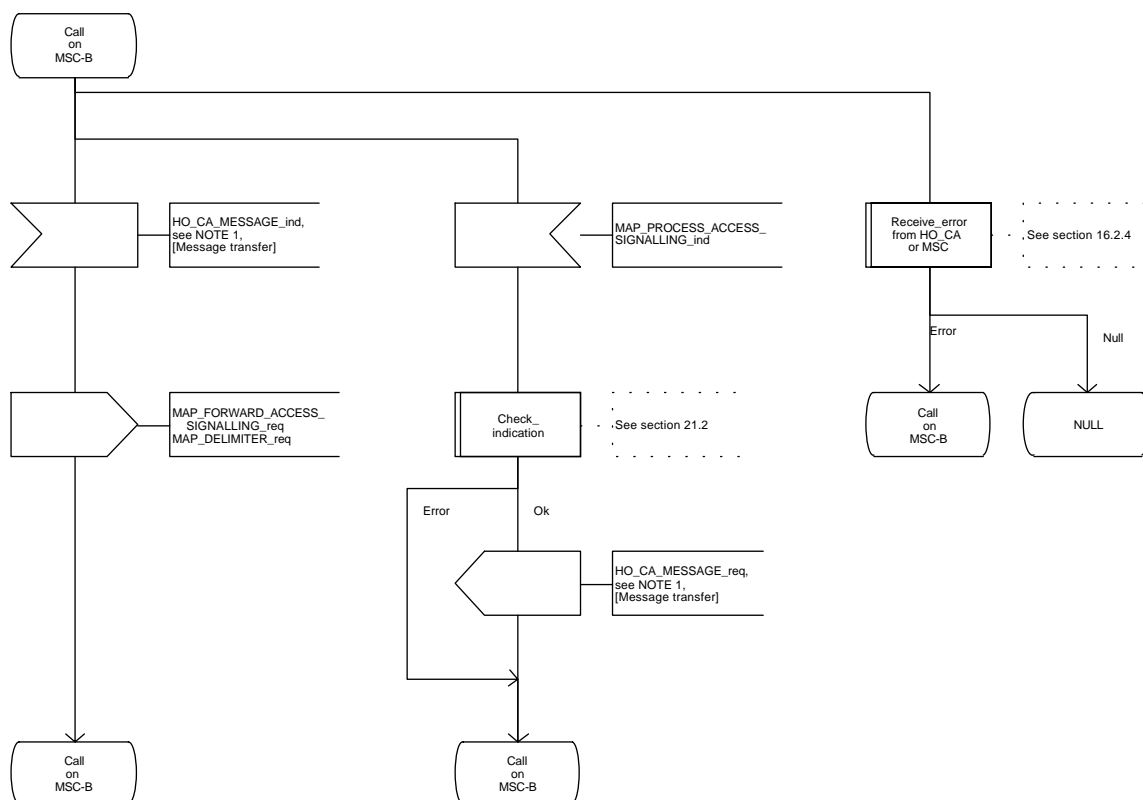 Call
on
MSC-B
HO_CA_MESSAGE_ind,
see NOTE 1,
[Message transfer]
MAP_PROCESS_ACCESS_
SIGNALLING_ind
Receive_error
from HO_CA
or MSC
See section 16.2.4
Error
Null
MAP_FORWARD_ACCESS_
SIGNALLING_req
MAP_DELIMITER_req
Check_
indication
See section 21.2
Call
on
MSC-B
NULL
Error
Ok
HO_CA_MESSAGE_req,
see NOTE 1,
[Message transfer]
Call
on
MSC-B
Call
on
MSC-B